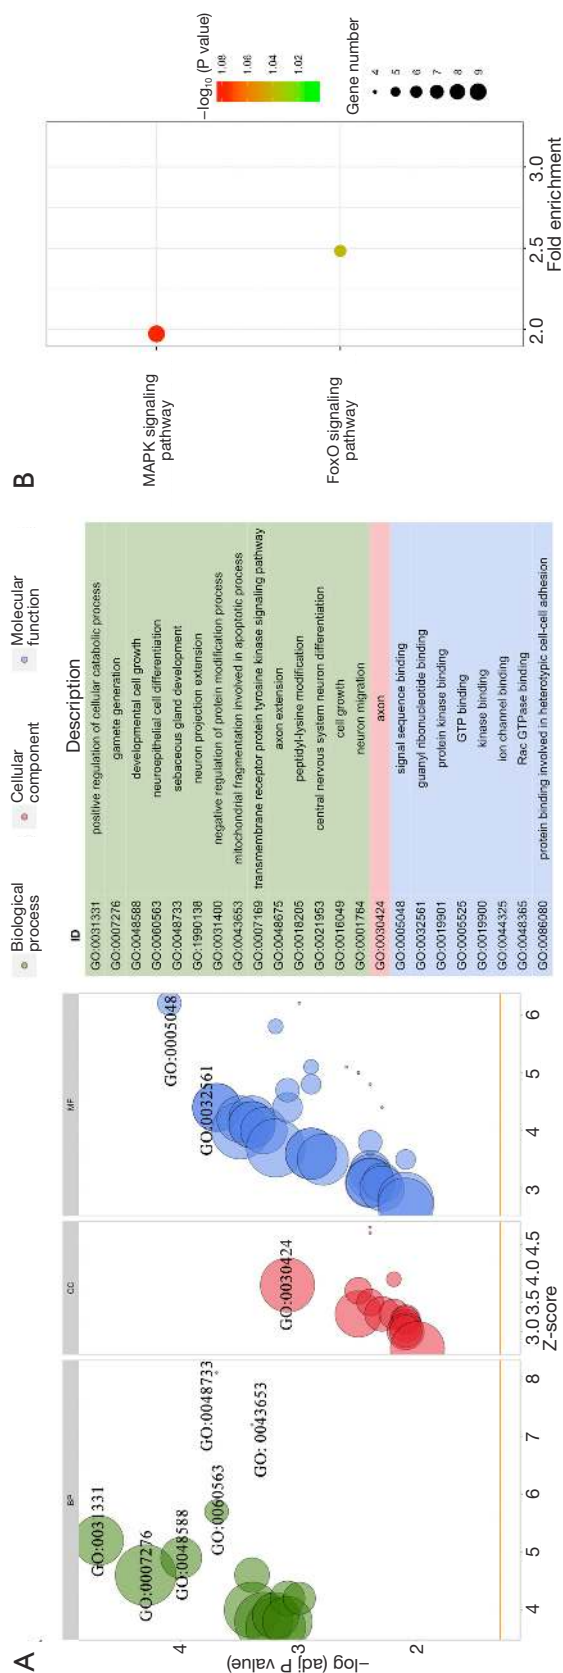 A
BP
CC
MF
GO:0031331
GO:0007276
GO:0048588
GO:0060563
GO:0048733
GO: 0043653
GO:0030424
GO:0032561
GO:0005048
4
3
2
–log (adj P value)
4
5
6
7
8
3.0
3.5
4.0
4.5
3
4
5
6
Z-score
Biological
process
Cellular
component
Molecular
function
ID
Description
GO:0031331 positive regulation of cellular catabolic process
GO:0007276 gamete generation
GO:0048588 developmental cell growth
GO:0060563 neuroepithelial cell differentiation
GO:0048733 sebaceous gland development
GO:1990138 neuron projection extension
GO:0031400 negative regulation of protein modification process
GO:0043653 mitochondrial fragmentation involved in apoptotic process
GO:0007169 transmembrane receptor protein tyrosine kinase signaling pathway
GO:0048675 axon extension
GO:0018205 peptidyl-lysine modification
GO:0021953 central nervous system neuron differentiation
GO:0016049 cell growth
GO:0001764 neuron migration
GO:0030424 axon
GO:0005048 signal sequence binding
GO:0032561 guanyl ribonucleotide binding
GO:0019901 protein kinase binding
GO:0005525 GTP binding
GO:0019900 kinase binding
GO:0044325 ion channel binding
GO:0048365 Rac GTPase binding
GO:0086080 protein binding involved in heterotypic cell-cell adhesion
B
MAPK signaling
pathway
FoxO signaling
pathway
2.0
2.5
3.0
Fold enrichment
–log₁₀ (P value)
1.08
1.06
1.04
1.02
Gene number
4
5
6
7
8
9